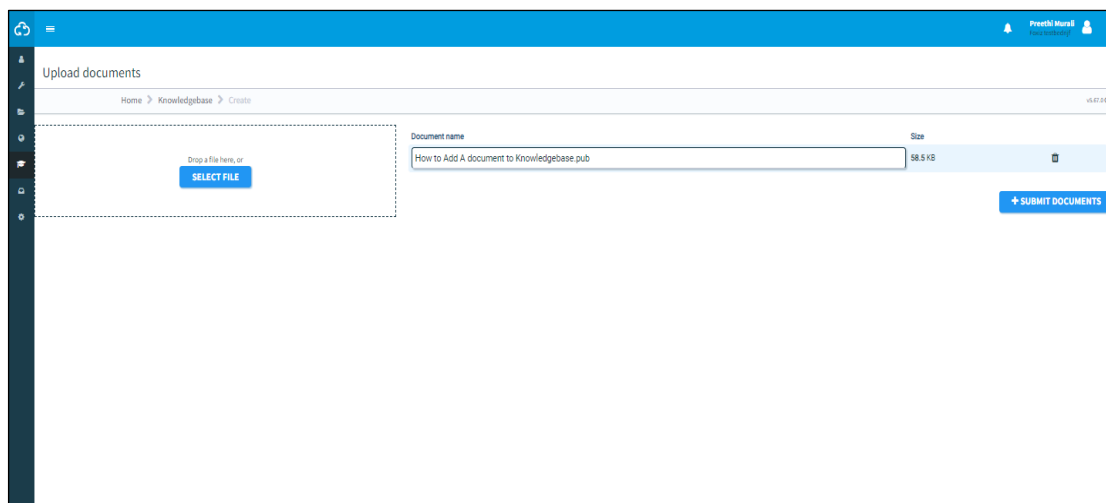 Preethi Murali
Upload documents
Home > Knowledgebase > Create
Drop a file here, or
SELECT FILE
Document name
Size
How to Add A document to Knowledgebase.pub
58.5 KB
+ SUBMIT DOCUMENTS